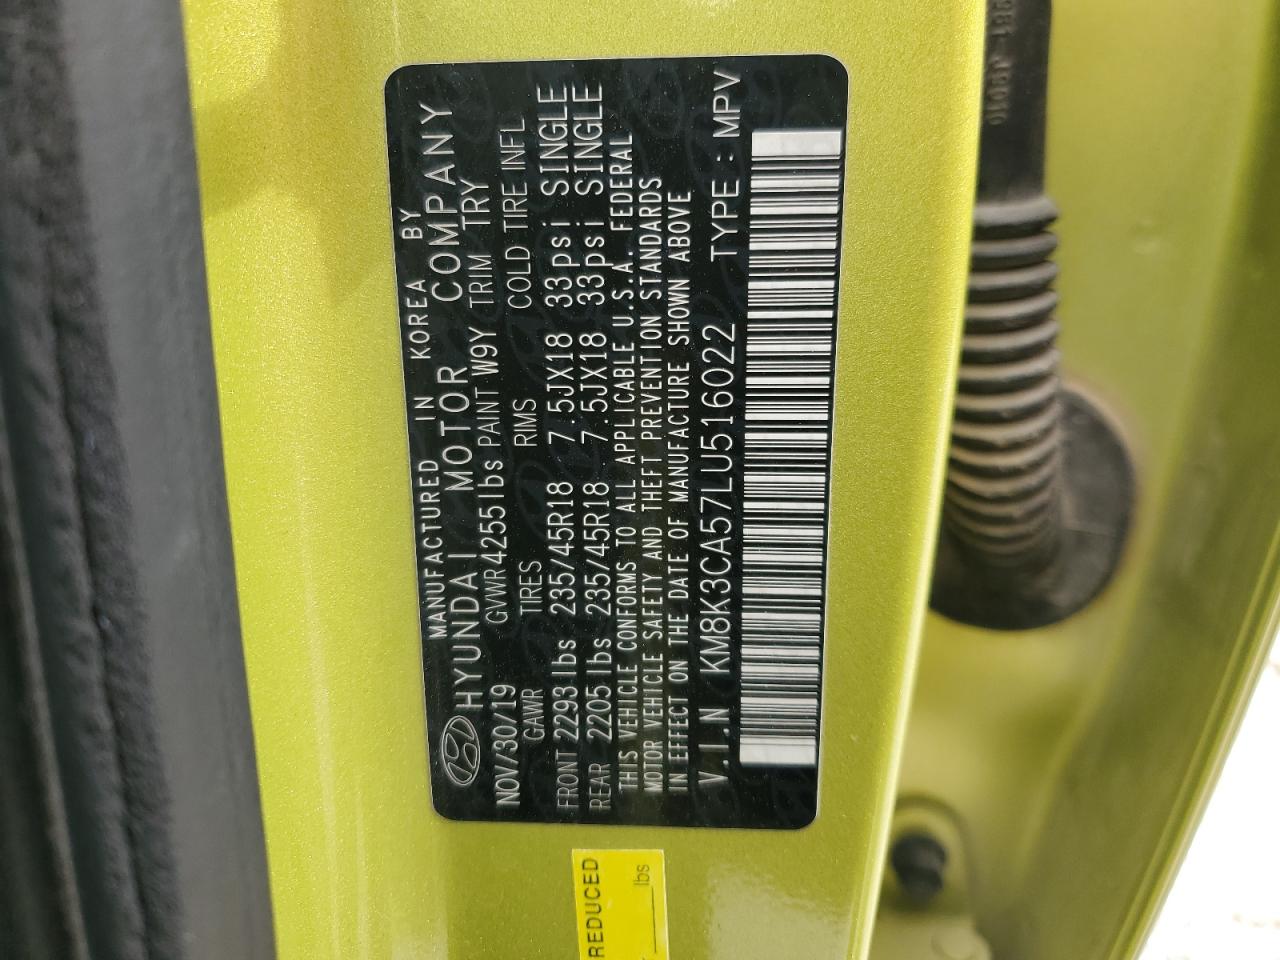 MANUFACTURED IN KOREA BY
HYUNDAI MOTOR COMPANY
NOV/30/19 GVWR 4255lbs PAINT W9Y TRIM TRY
GAWR TIRES RIMS COLD TIRE INFL
FRONT 2293lbs 235/45R18 7.5JX18 33psi SINGLE
REAR 2205 lbs 235/45R18 7.5JX18 33psi SINGLE
THIS VEHICLE CONFORMS TO ALL APPLICABLE U.S.A. FEDERAL
MOTOR VEHICLE SAFETY AND THEFT PREVENTION STANDARDS
IN EFFECT ON THE DATE OF MANUFACTURE SHOWN ABOVE
V.I.N KM8K3CA57LU516022 TYPE : MPV
REDUCED
lbs